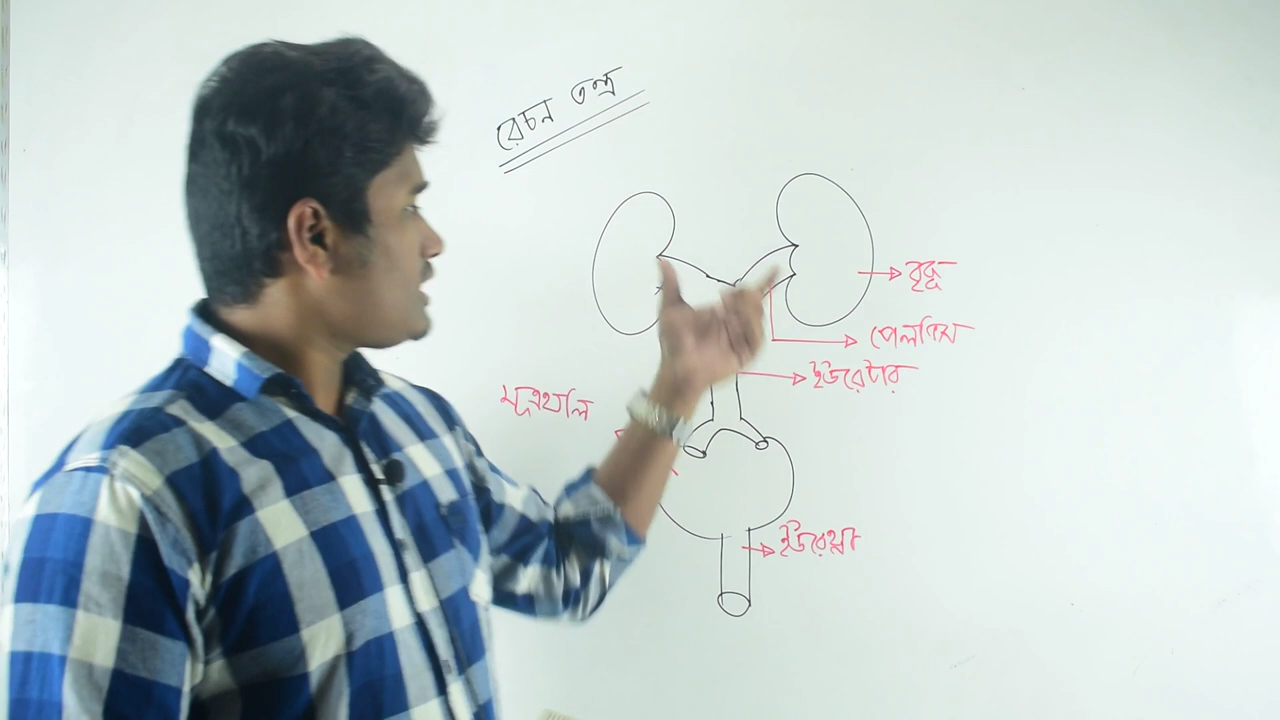 রেচন তন্ত্র
বৃক্ক
পেলভিস
ইউরেটার
মূত্রথলি
ইউরেথ্রা